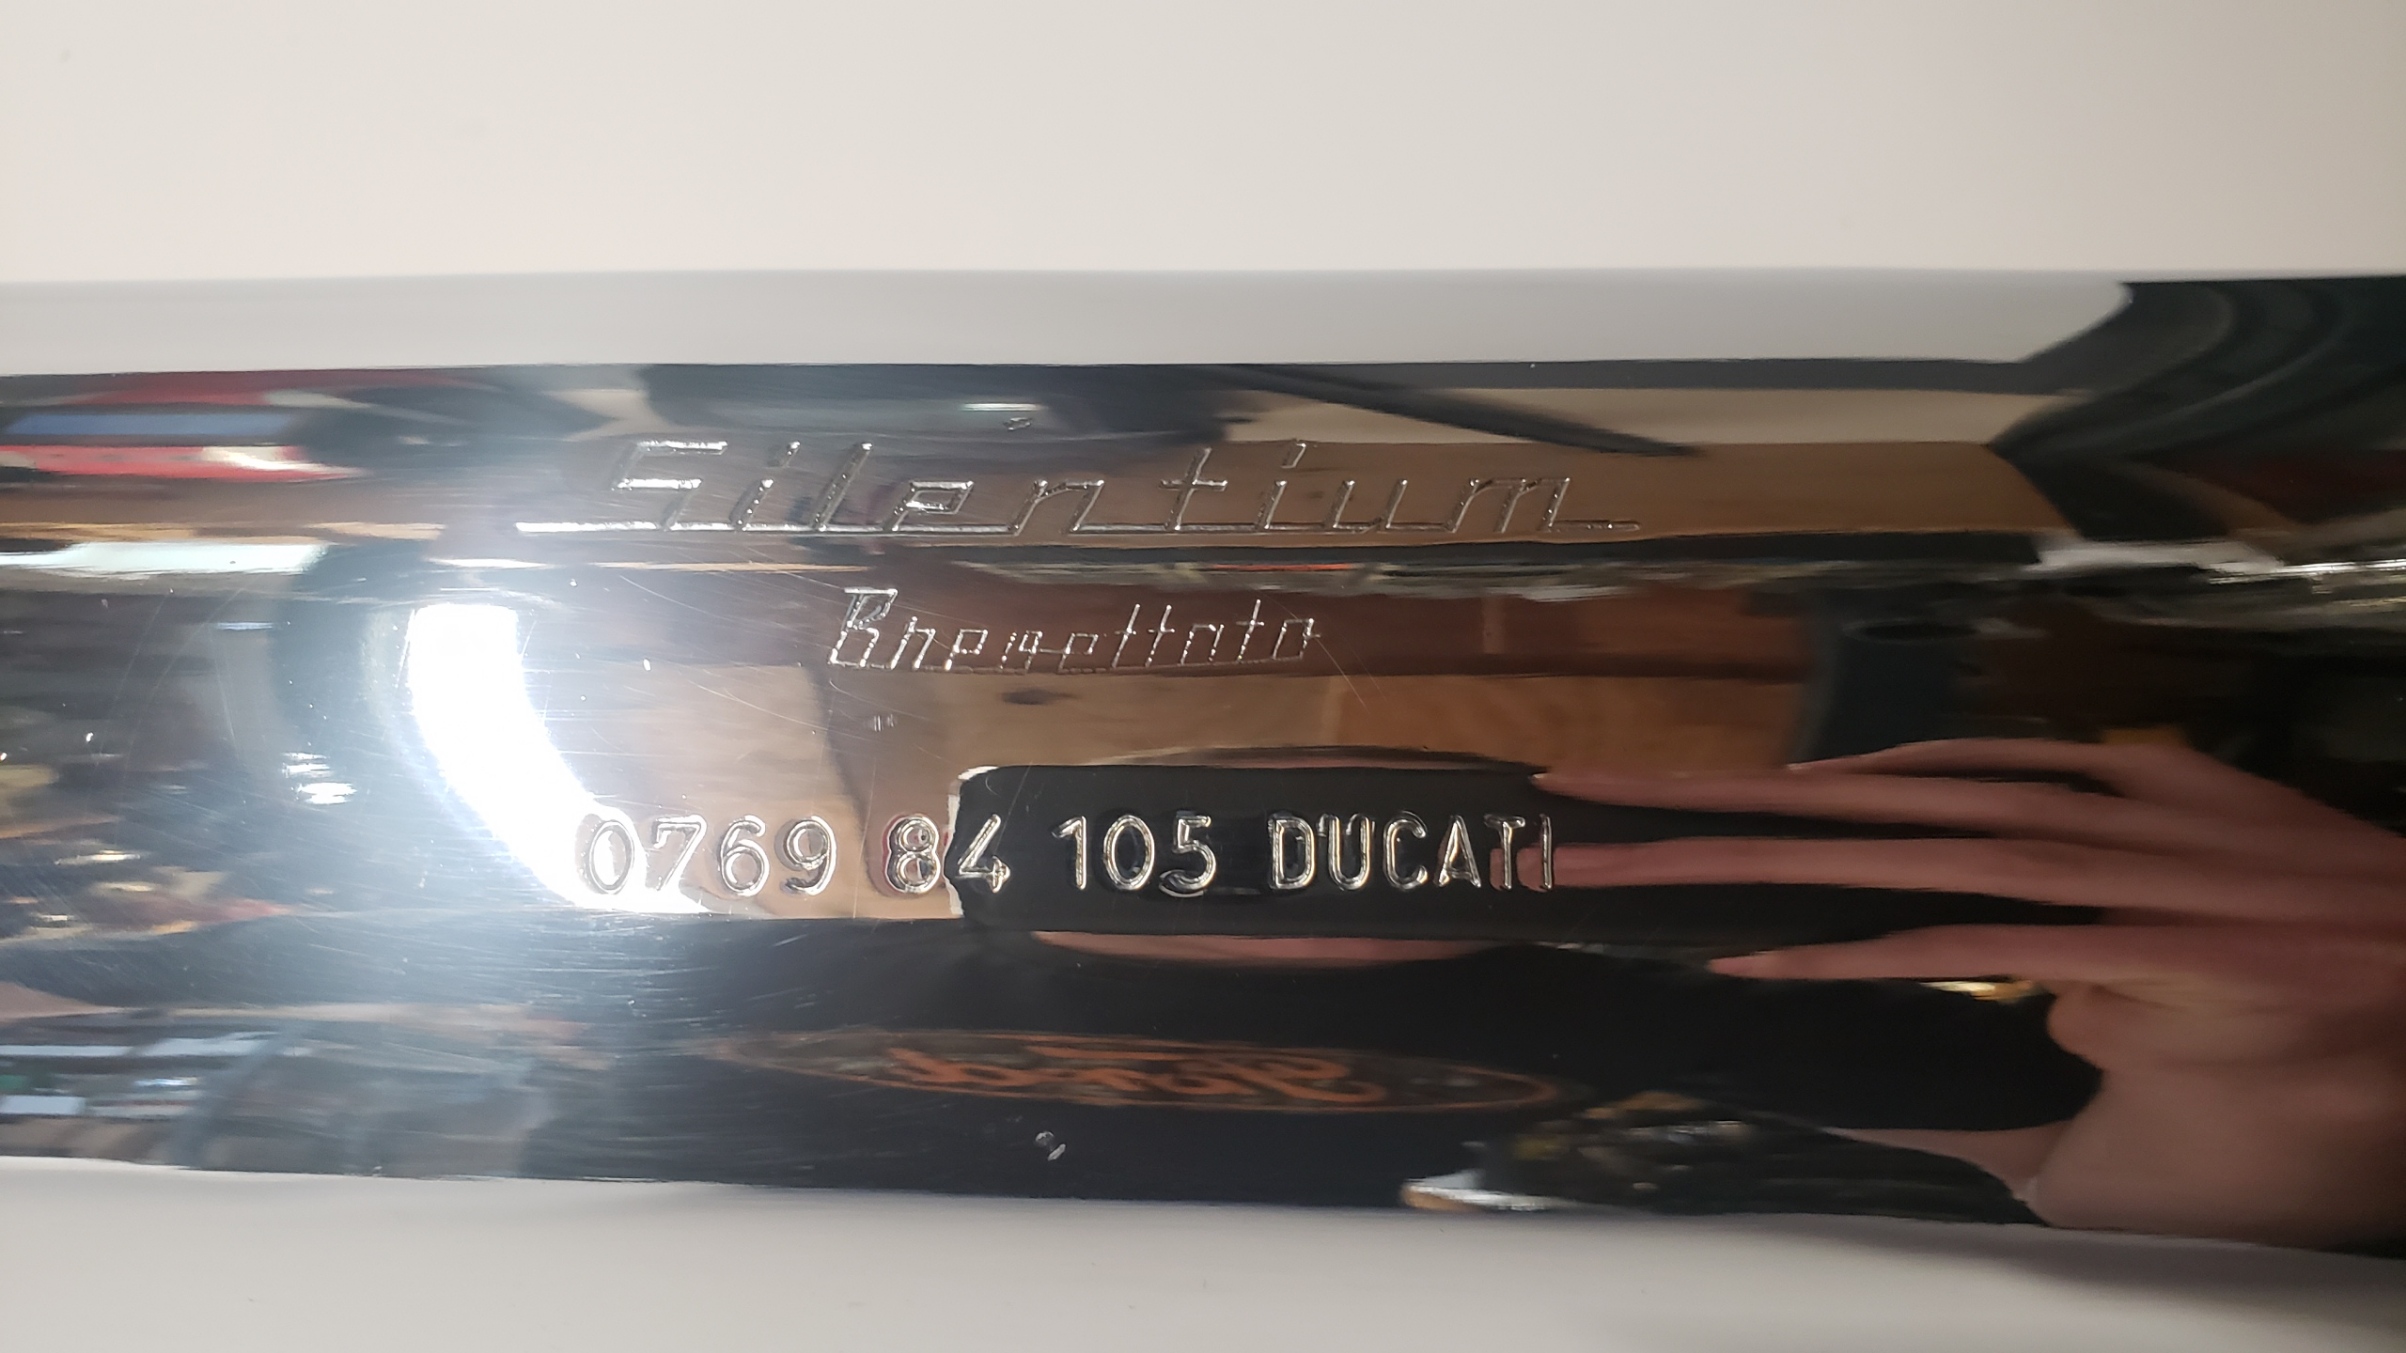 Silentium
Brevettato
0769 84 105 DUCATI